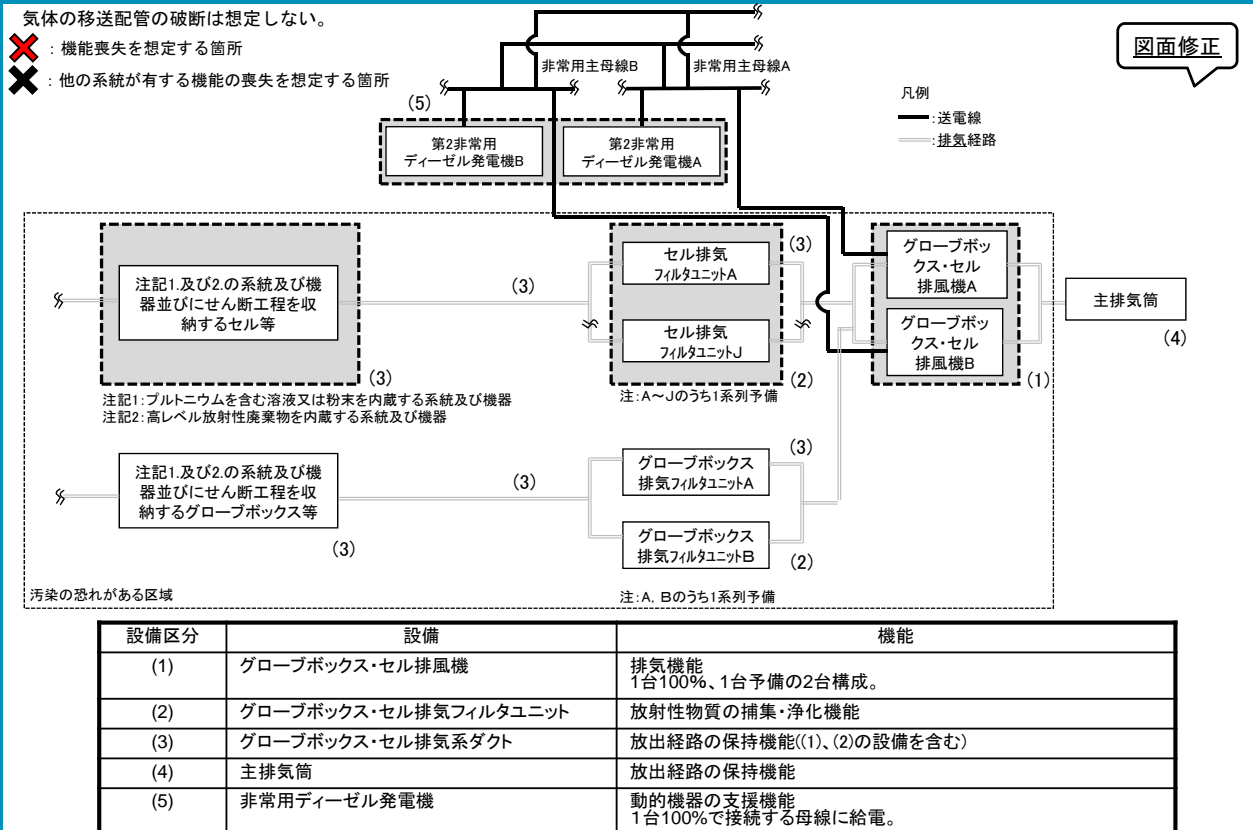 気体の移送配管の破断は想定しない。
：機能喪失を想定する箇所
：他の系統が有する機能の喪失を想定する箇所
図面修正
非常用主母線B
非常用主母線A
凡例
：送電線
：排気経路
(5)
第2非常用
ディーゼル発電機B
第2非常用
ディーゼル発電機A
注記1.及び2.の系統及び機
器並びにせん断工程を収
納するセル等
(3)
(3)
セル排気
フィルタユニットA
(3)
セル排気
フィルタユニットJ
(2)
注：A～Jのうち1系列予備
グローブボッ
クス・セル
排風機A
グローブボッ
クス・セル
排風機B
(1)
主排気筒
(4)
注記1：プルトニウムを含む溶液又は粉末を内蔵する系統及び機器
注記2：高レベル放射性廃棄物を内蔵する系統及び機器
注記1.及び2.の系統及び機
器並びにせん断工程を収
納するグローブボックス等
(3)
(3)
グローブボックス
排気フィルタユニットA
(3)
グローブボックス
排気フィルタユニットB
(2)
注：A, Bのうち1系列予備
汚染の恐れがある区域
設備区分 設備 機能
(1) グローブボックス・セル排風機 排気機能
1台100%、1台予備の2台構成。
(2) グローブボックス・セル排気フィルタユニット 放射性物質の捕集・浄化機能
(3) グローブボックス・セル排気系ダクト 放出経路の保持機能((1)、(2)の設備を含む)
(4) 主排気筒 放出経路の保持機能
(5) 非常用ディーゼル発電機 動的機器の支援機能
1台100%で接続する母線に給電。